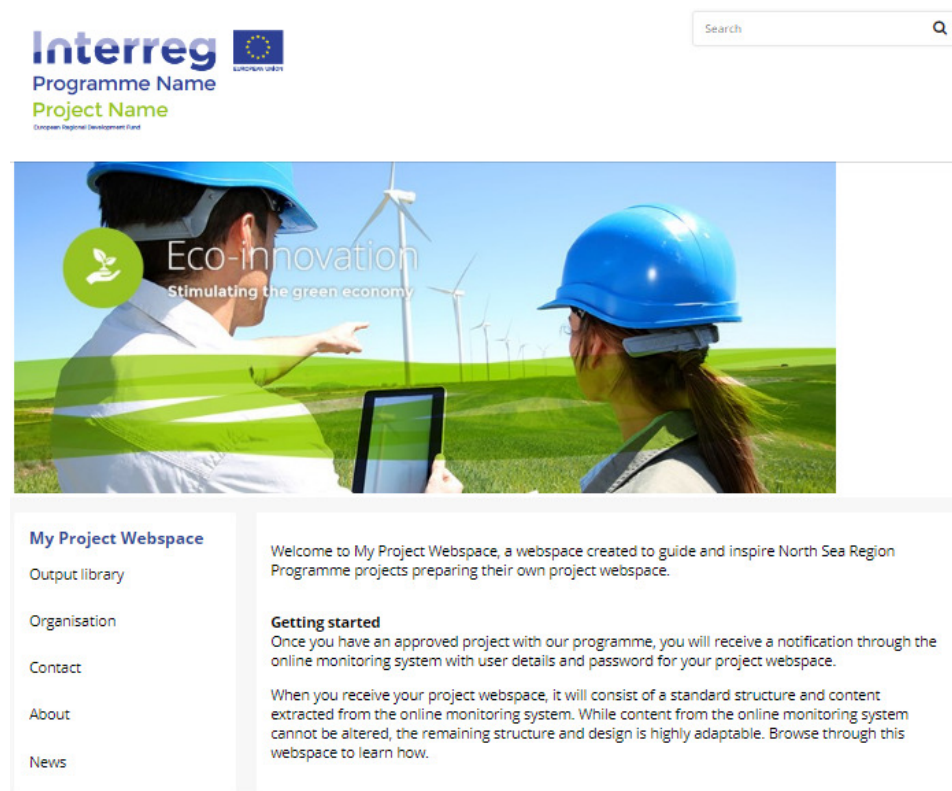 Search
Interreg
EUROPEAN UNION
Programme Name
Project Name
European Regional Development Fund
Eco-innovation
Stimulating the green economy
My Project Webspace
Output library
Organisation
Contact
About
News
Welcome to My Project Webspace, a webspace created to guide and inspire North Sea Region
Programme projects preparing their own project webspace.
Getting started
Once you have an approved project with our programme, you will receive a notification through the
online monitoring system with user details and password for your project webspace.
When you receive your project webspace, it will consist of a standard structure and content
extracted from the online monitoring system. While content from the online monitoring system
cannot be altered, the remaining structure and design is highly adaptable. Browse through this
webspace to learn how.